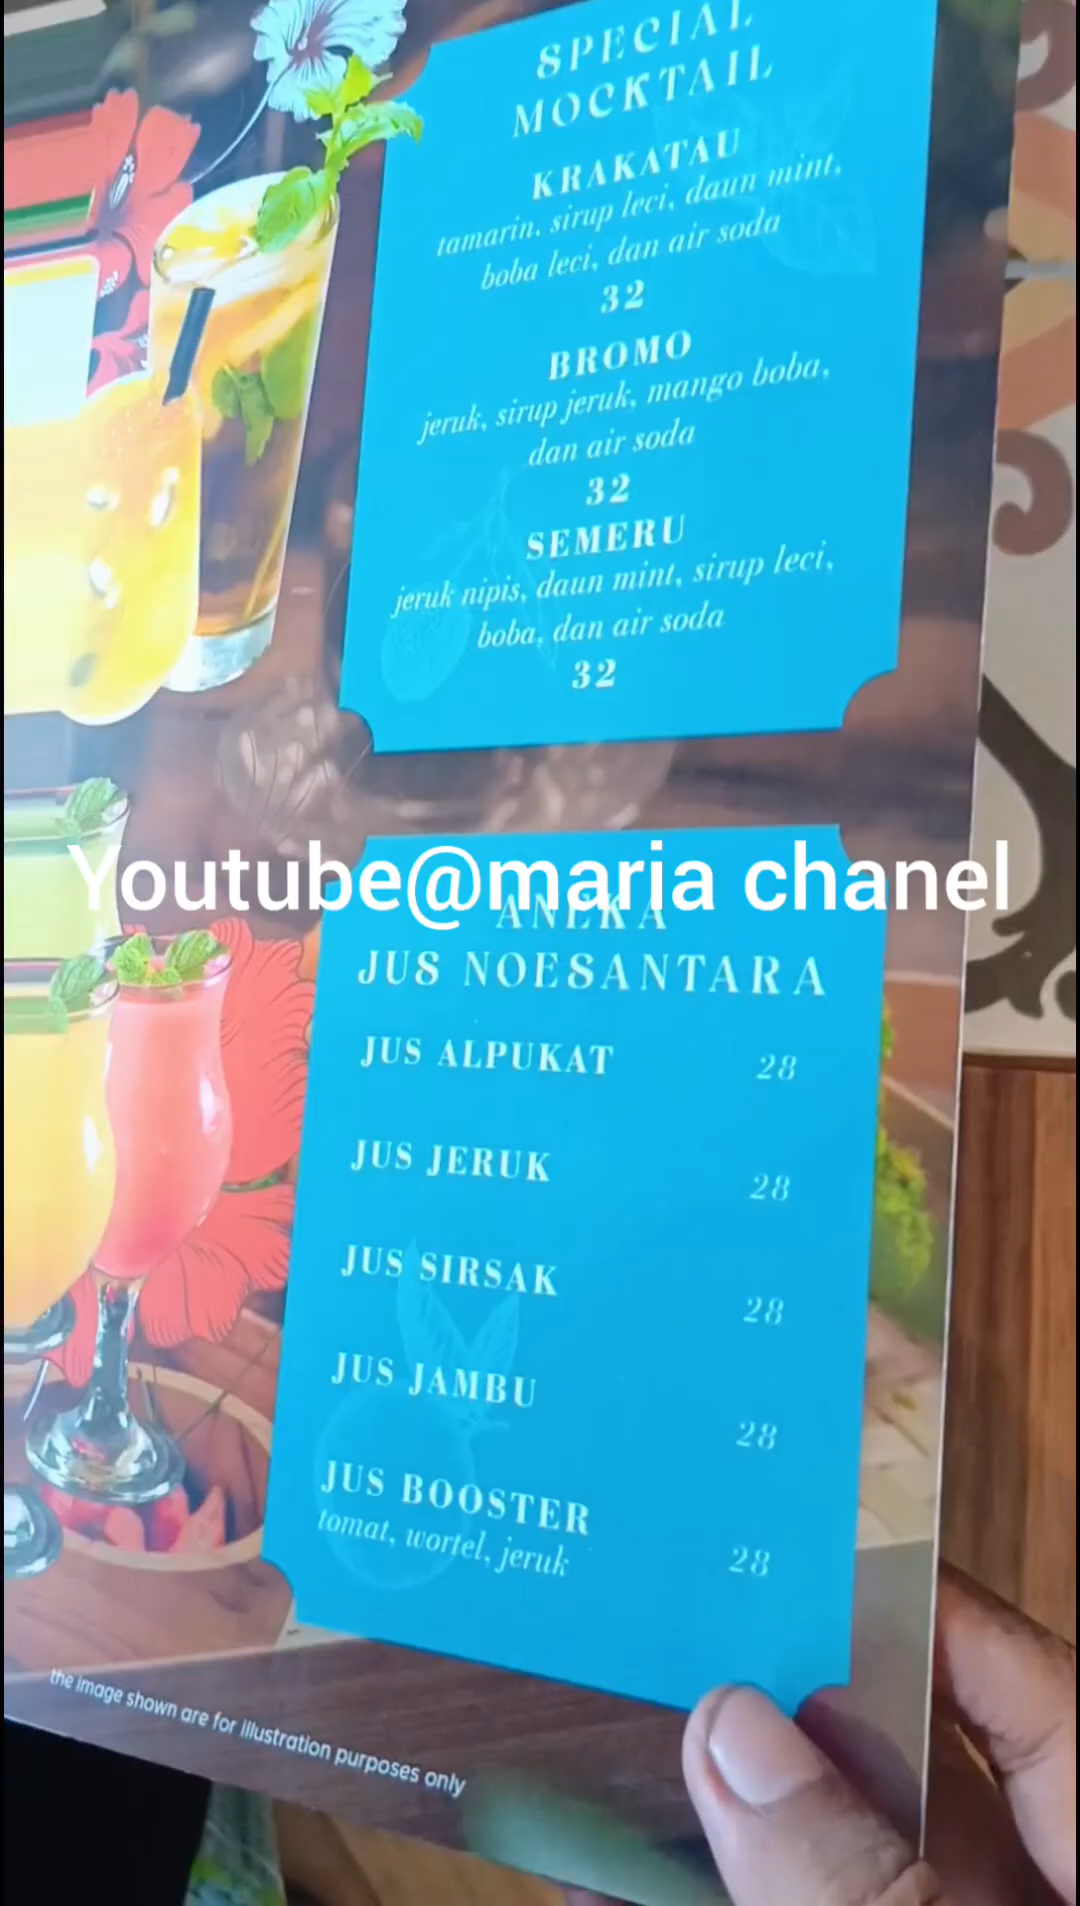 SPECIAL
MOCKTAIL
KRAKATAU
tamarin. sirup leci, daun mint,
boba leci, dan air soda
32
BROMO
jeruk, sirup jeruk, mango boba,
dan air soda
32
SEMERU
jeruk nipis, daun mint, sirup leci,
boba, dan air soda
32
Youtube@maria chanel
ANEKA
JUS NOESANTARA
JUS ALPUKAT 28
JUS JERUK 28
JUS SIRSAK 28
JUS JAMBU 28
JUS BOOSTER
tomat, wortel, jeruk 28
the image shown are for illustration purposes only